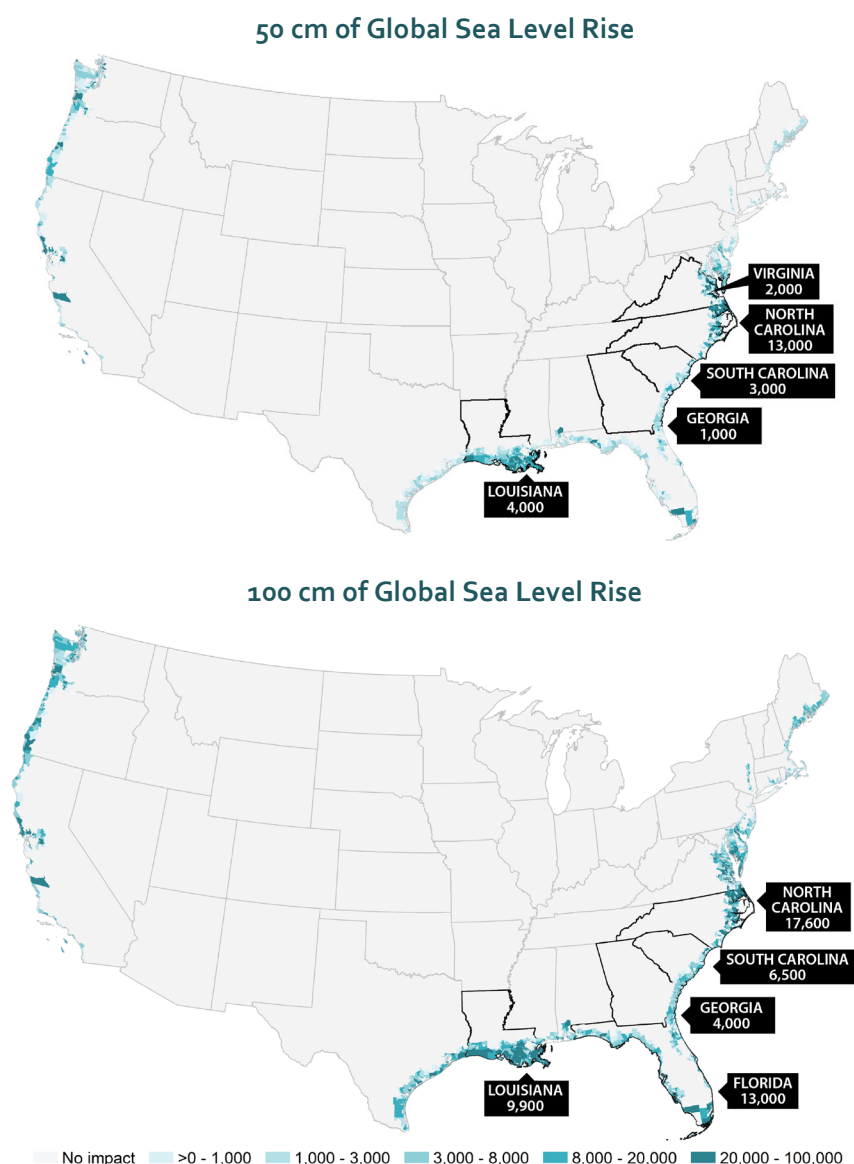 50 cm of Global Sea Level Rise
VIRGINIA
2,000
NORTH
CAROLINA
13,000
SOUTH CAROLINA
3,000
GEORGIA
1,000
LOUISIANA
4,000
100 cm of Global Sea Level Rise
NORTH
CAROLINA
17,600
SOUTH CAROLINA
6,500
GEORGIA
4,000
FLORIDA
13,000
LOUISIANA
9,900
No impact >0 - 1.000 1.000 - 3.000 3.000 - 8.000 8.000 - 20.000 20.000 - 100.000